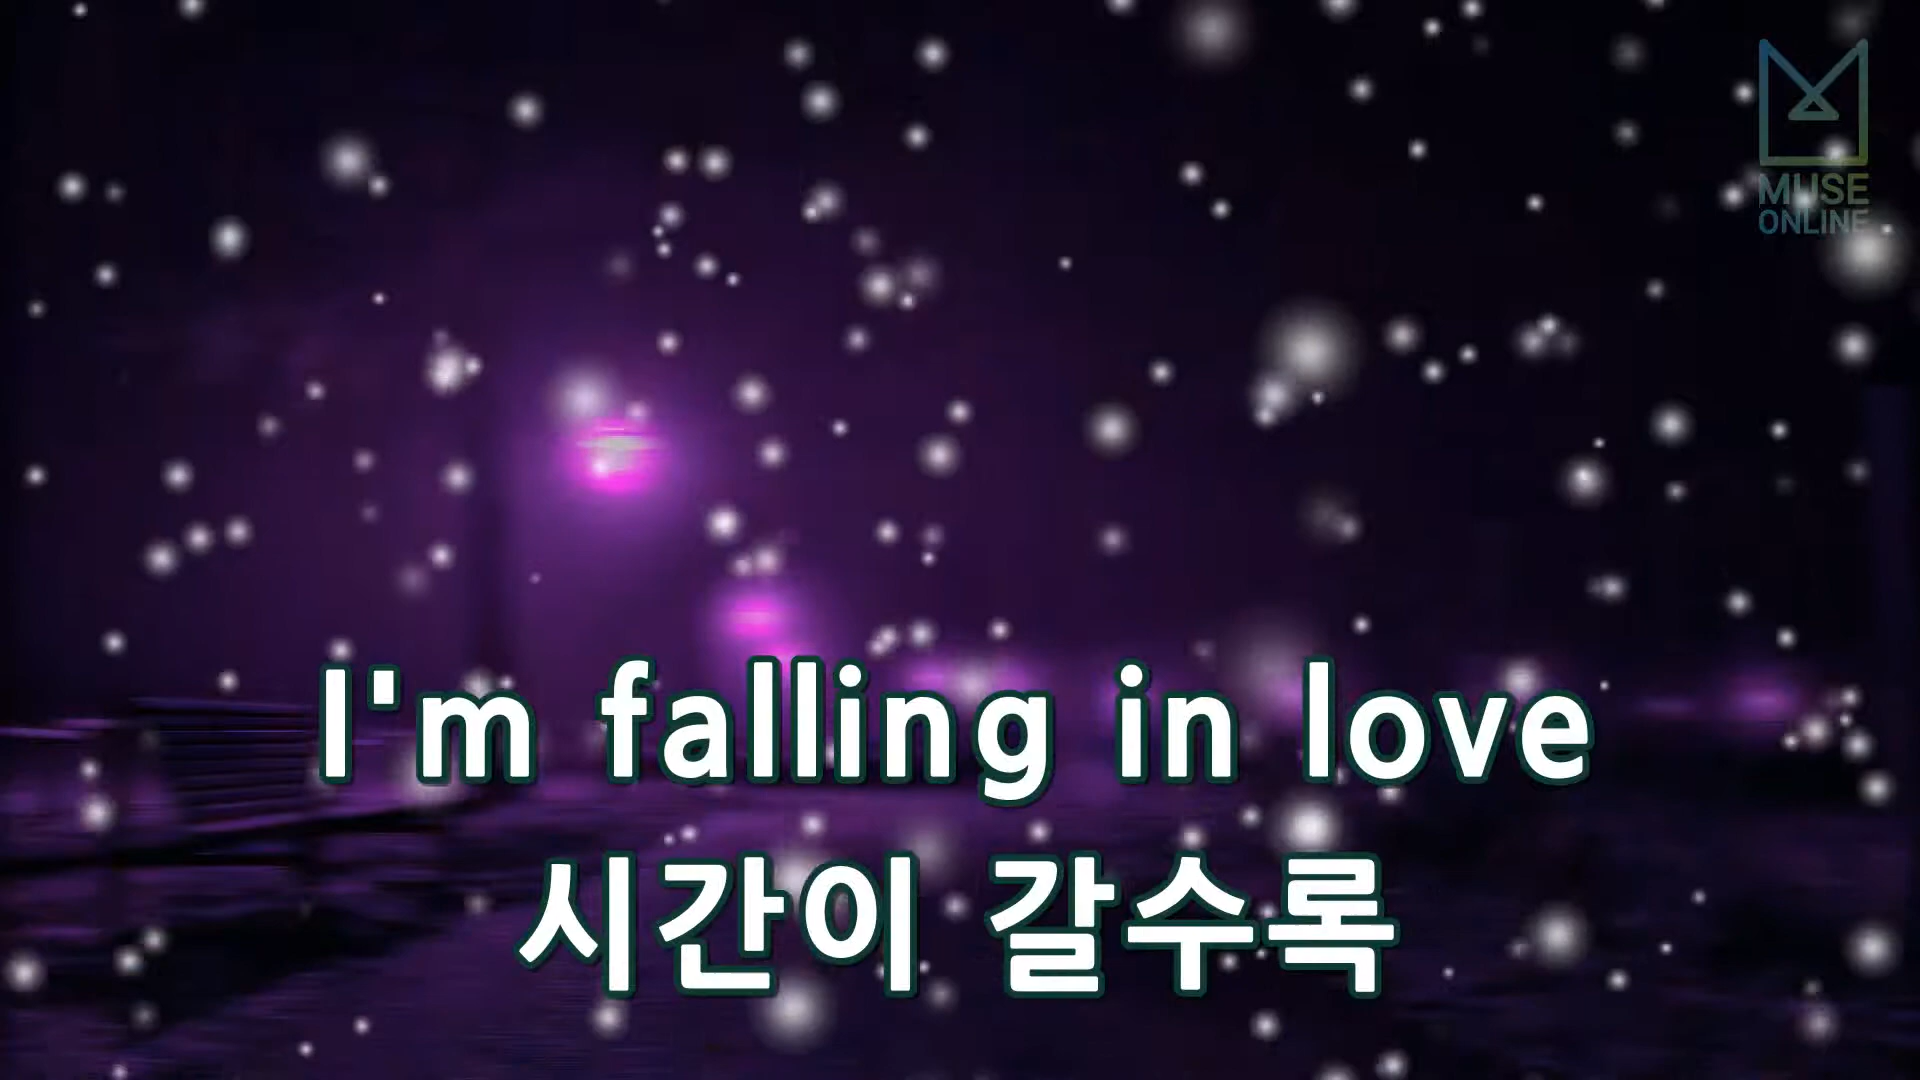 MUSE
ONLINE
I'm falling in love
시간이 갈수록